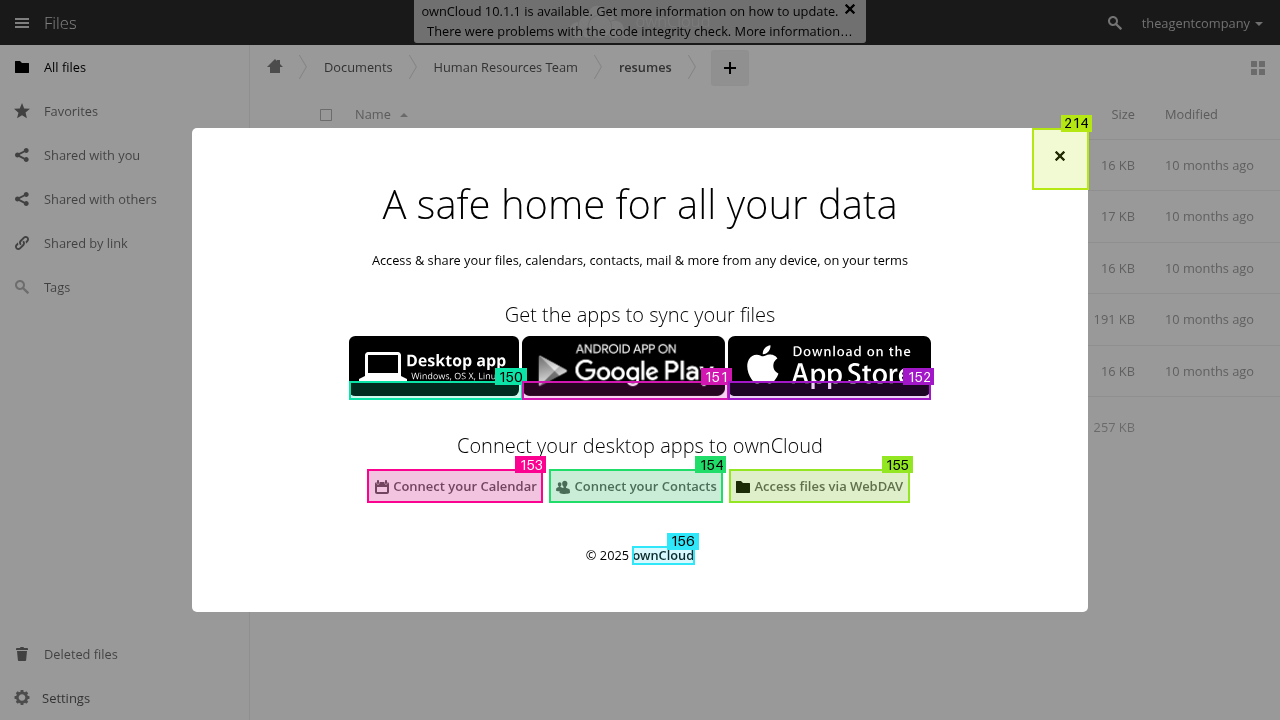 Files
ownCloud 10.1.1 is available. Get more information on how to update.
There were problems with the code integrity check. More information…
theagentcompany
All files
Favorites
Shared with you
Shared with others
Shared by link
Tags
Deleted files
Settings
Documents
Human Resources Team
resumes
+
Name
Size
Modified
16 KB 10 months ago
17 KB 10 months ago
16 KB 10 months ago
191 KB 10 months ago
16 KB 10 months ago
257 KB
214
A safe home for all your data
Access & share your files, calendars, contacts, mail & more from any device, on your terms
Get the apps to sync your files
Desktop app
Windows, OS X,
150
ANDROID APP ON
Google Play
151
Download on the
App Store
152
Connect your desktop apps to ownCloud
153
Connect your Calendar
154
Connect your Contacts
155
Access files via WebDAV
156
© 2025 ownCloud